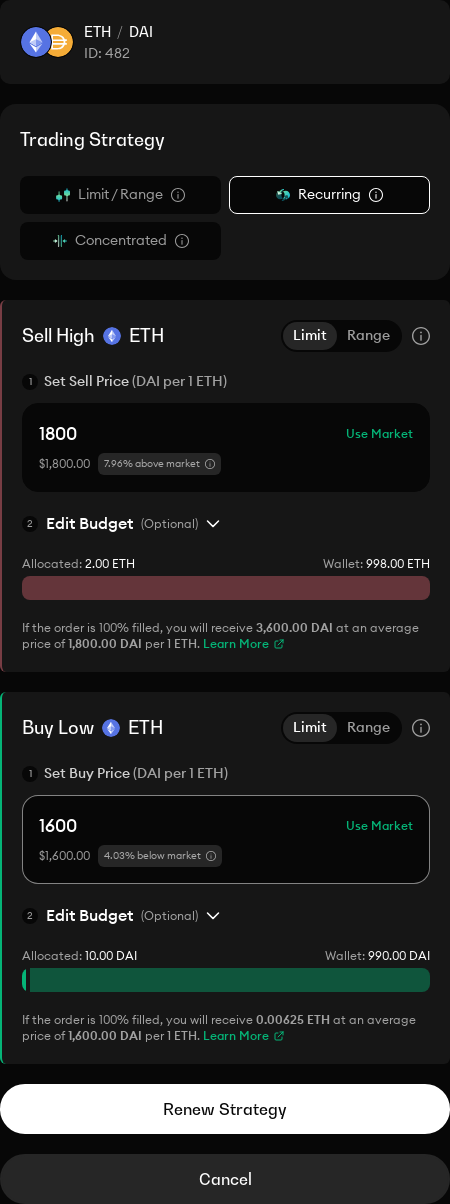 ETH / DAI
ID: 482
Trading Strategy
Limit / Range
Recurring
Concentrated
Sell High ETH
Limit Range
1 Set Sell Price (DAI per 1 ETH)
1800
Use Market
$1,800.00 7.96% above market
2 Edit Budget (Optional)
Allocated: 2.00 ETH
Wallet: 998.00 ETH
If the order is 100% filled, you will receive 3,600.00 DAI at an average
price of 1,800.00 DAI per 1 ETH. Learn More
Buy Low ETH
Limit Range
1 Set Buy Price (DAI per 1 ETH)
1600
Use Market
$1,600.00 4.03% below market
2 Edit Budget (Optional)
Allocated: 10.00 DAI
Wallet: 990.00 DAI
If the order is 100% filled, you will receive 0.00625 ETH at an average
price of 1,600.00 DAI per 1 ETH. Learn More
Renew Strategy
Cancel